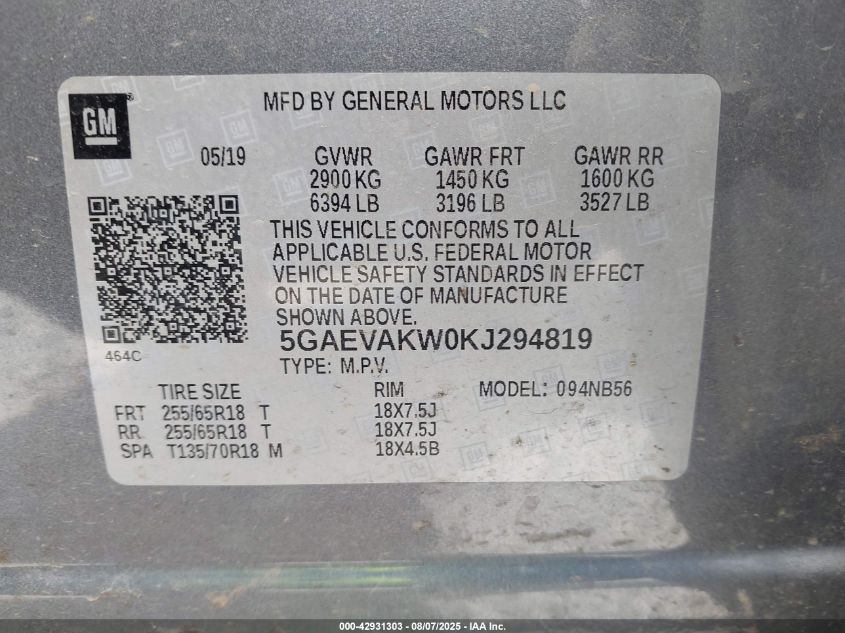 GM
MFD BY GENERAL MOTORS LLC
05/19 GVWR GAWR FRT GAWR RR
2900 KG 1450 KG 1600 KG
6394 LB 3196 LB 3527 LB
THIS VEHICLE CONFORMS TO ALL
APPLICABLE U.S. FEDERAL MOTOR
VEHICLE SAFETY STANDARDS IN EFFECT
ON THE DATE OF MANUFACTURE
SHOWN ABOVE.
464C
5GAEVAKW0KJ294819
TYPE: M.P.V.
TIRE SIZE RIM MODEL: 094NB56
FRT 255/65R18 T 18X7.5J
RR 255/65R18 T 18X7.5J
SPA T135/70R18 M 18X4.5B
000-42931303 - 08/07/2025 - IAA Inc.